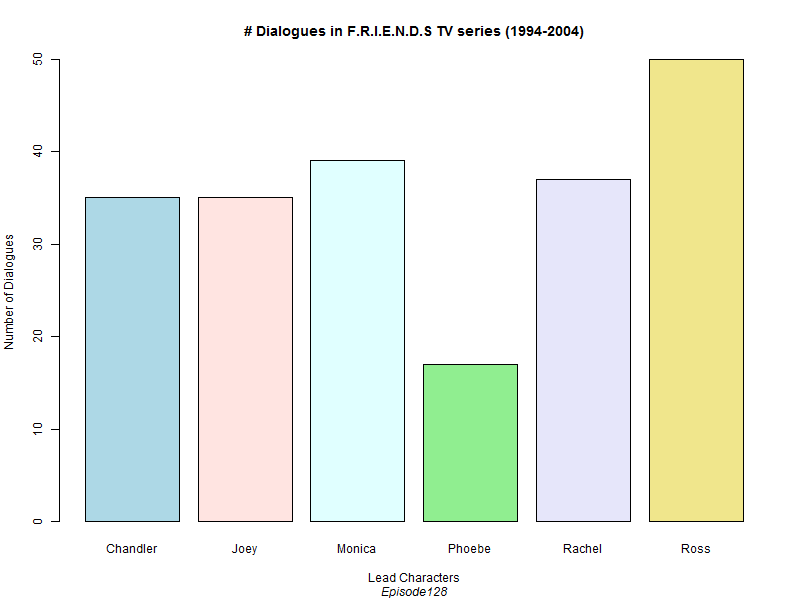 # Dialogues in F.R.I.E.N.D.S TV series (1994-2004)
Number of Dialogues
50
40
30
20
10
0
Chandler Joey Monica Phoebe Rachel Ross
Lead Characters
Episode128